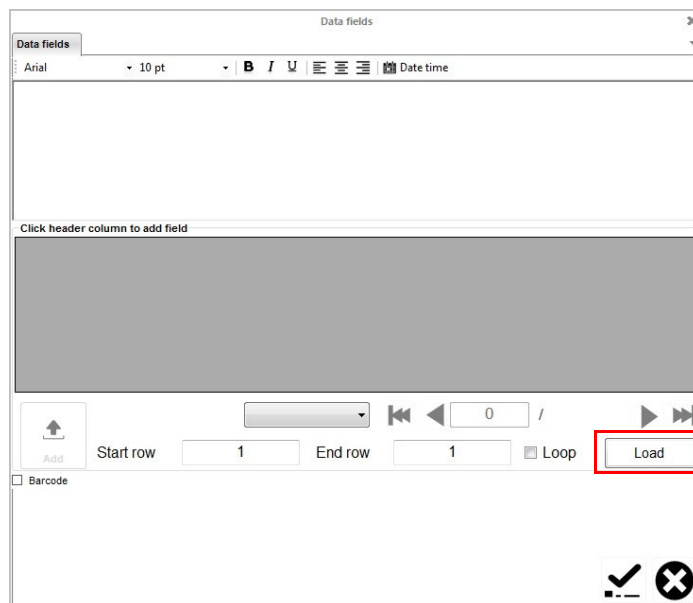 Data fields
Data fields
Arial 10 pt B I U Date time
Click header column to add field
0 /
Add
Start row 1 End row 1 Loop Load
Barcode